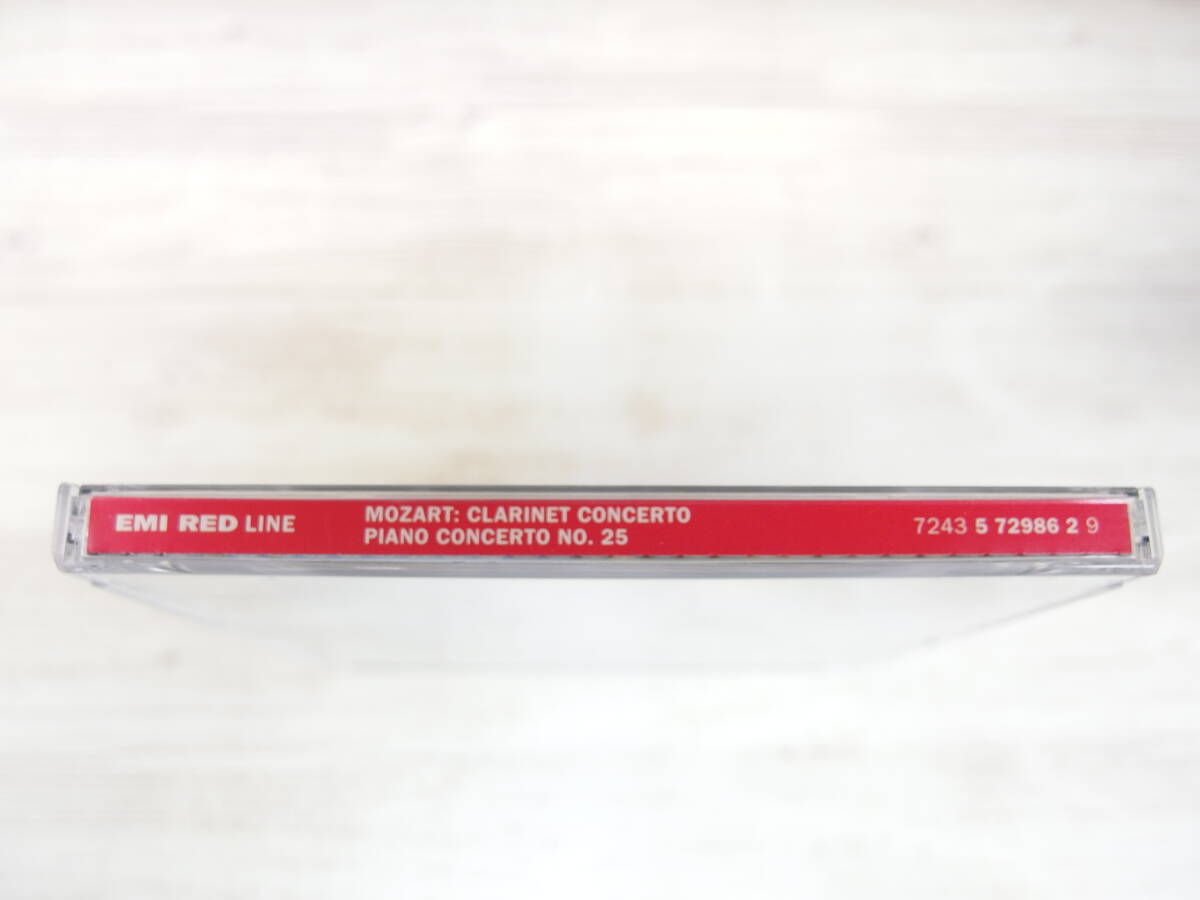 EMI RED LINE
MOZART: CLARINET CONCERTO
PIANO CONCERTO NO. 25
7243 5 72986 2 9